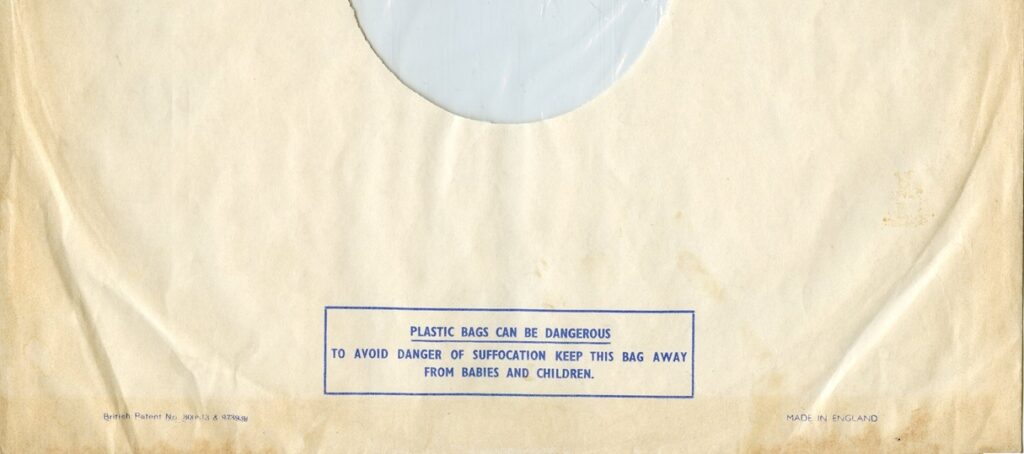 PLASTIC BAGS CAN BE DANGEROUS
TO AVOID DANGER OF SUFFOCATION KEEP THIS BAG AWAY
FROM BABIES AND CHILDREN.
British Patent No. &
MADE IN ENGLAND